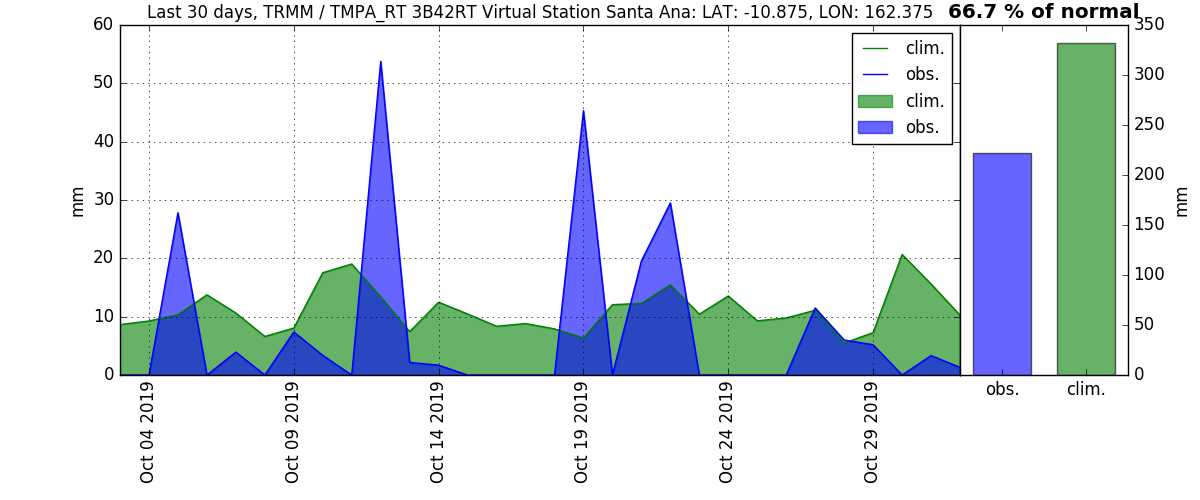 Last 30 days, TRMM / TMPA_RT 3B42RT Virtual Station Santa Ana: LAT: -10.875, LON: 162.375
66.7 % of normal
60
50
40
30
20
10
0
mm
clim.
obs.
clim.
obs.
Oct 04 2019
Oct 09 2019
Oct 14 2019
Oct 19 2019
Oct 24 2019
Oct 29 2019
350
300
250
200
150
100
50
0
mm
obs.
clim.